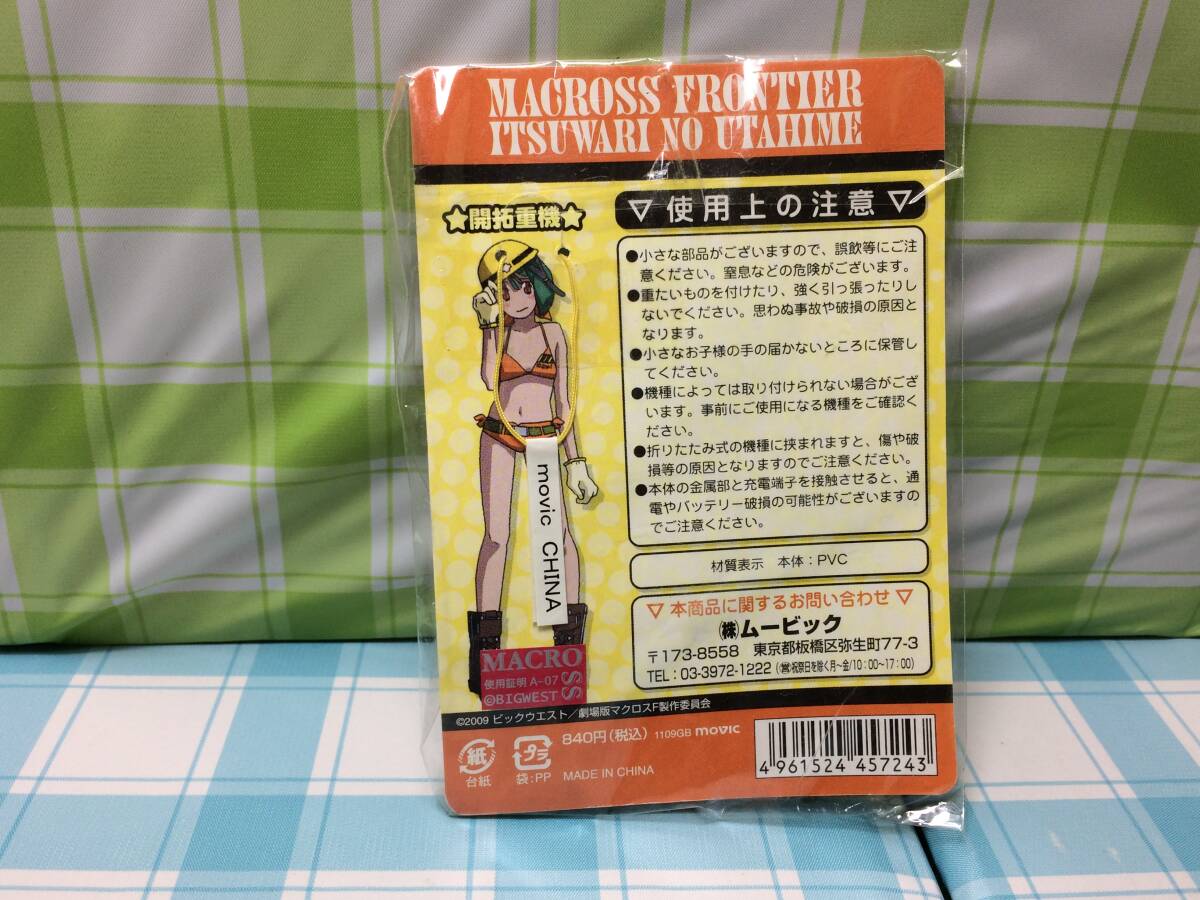 MACROSS FRONTIER
ITSUWARI NO UTAHIME
★開拓重機★
▽使用上の注意▽
●小さな部品がございますので、誤飲等にご注
意ください。窒息などの危険がございます。
●重たいものを付けたり、強く引っ張ったりし
ないでください。思わぬ事故や破損の原因と
なります。
●小さなお子様の手の届かないところに保管し
てください。
●機種によっては取り付けられない場合がござ
います。事前にご使用になる機種をご確認く
ださい。
●折りたたみ式の機種に挟まれますと、傷や破
損等の原因となりますのでご注意ください。
●本体の金属部と充電端子を接触させると、通
電やバッテリー破損の可能性がございますの
でご注意ください。
材質表示 本体：PVC
▽本商品に関するお問い合わせ▽
㈱ムービック
〒173-8558 東京都板橋区弥生町77-3
TEL：03-3972-1222（営：祝祭日を除く月〜金/10：00〜17：00）
movic CHINA
MACROSS
使用証明 A-07
©BIGWEST
©2009 ビックウエスト／劇場版マクロスF製作委員会
紙
台紙
プラ
袋：PP
840円（税込） 1109GB movic
MADE IN CHINA
4961524457243